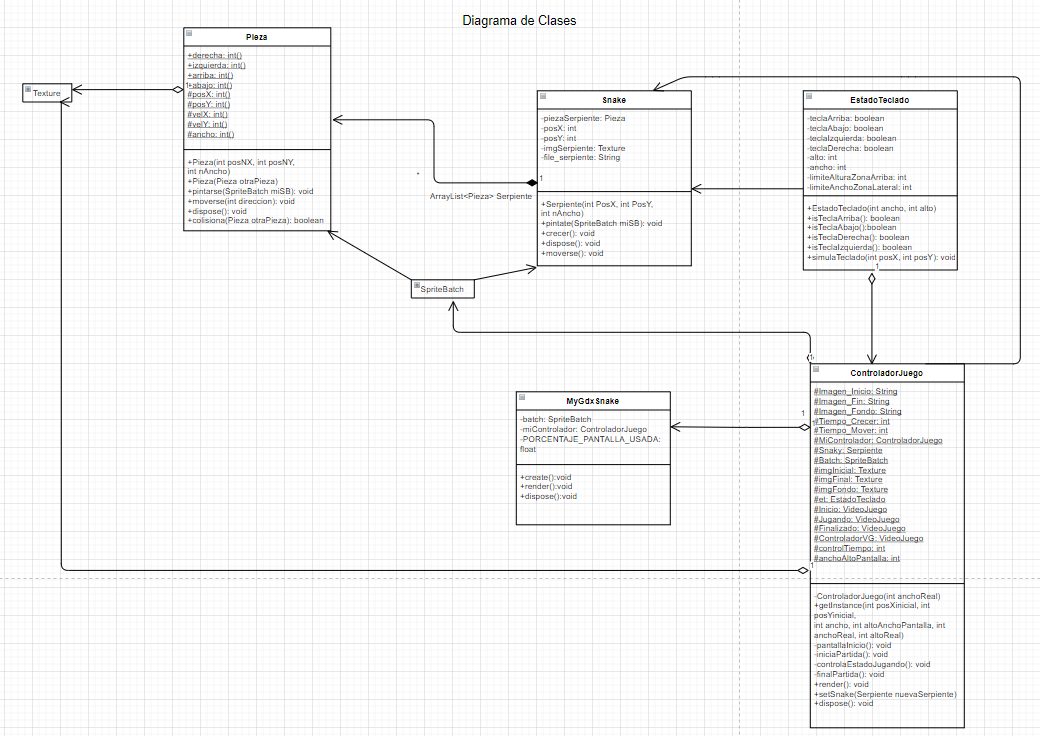 Diagrama de Clases
Pieza
+derecha: int()
+izquierda: int()
+arriba: int()
+abajo: int()
#posX: int()
#posY: int()
#velX: int()
#velY: int()
#ancho: int()
+Pieza(int posNX, int posNY,
int nAncho)
+Pieza(Pieza otraPieza)
+pintarse(SpriteBatch miSB): void
+moverse(int direccion): void
+dispose(): void
+colisiona(Pieza otraPieza): boolean
1
Texture
Snake
-piezaSerpiente: Pieza
-posX: int
-posY: int
-imgSerpiente: Texture
-file_serpiente: String
1
+Serpiente(int PosX, int PosY,
int nAncho)
+pintate(SpriteBatch miSB): void
+crecer(): void
+dispose(): void
+moverse(): void
ArrayList<Pieza> Serpiente
EstadoTeclado
-teclaArriba: boolean
-teclaAbajo: boolean
-teclaIzquierda: boolean
-teclaDerecha: boolean
-alto: int
-ancho: int
-limiteAlturaZonaArriba: int
-limiteAnchoZonaLateral: int
+EstadoTeclado(int ancho, int alto)
+isTeclaArriba(): boolean
+isTeclaAbajo():boolean
+isTeclaDerecha(): boolean
+isTeclaIzquierda(): boolean
+simulaTeclado(int posX, int posY): void
1
SpriteBatch
1
MyGdxSnake
-batch: SpriteBatch
-miControlador: ControladorJuego
-PORCENTAJE_PANTALLA_USADA:
float
+create():void
+render():void
+dispose():void
1
ControladorJuego
#Imagen_Inicio: String
#Imagen_Fin: String
#Imagen_Fondo: String
#Tiempo_Crecer: int
#Tiempo_Mover: int
#MiControlador: ControladorJuego
#Snaky: Serpiente
#Batch: SpriteBatch
#imgInicial: Texture
#imgFinal: Texture
#imgFondo: Texture
#et: EstadoTeclado
#Inicio: VideoJuego
#Jugando: VideoJuego
#Finalizado: VideoJuego
#ControladorVG: VideoJuego
#controlTiempo: int
#anchoAltoPantalla: int
1
-ControladorJuego(int anchoReal)
+getInstance(int posXinicial, int
posYinicial,
int ancho, int altoAnchoPantalla, int
anchoReal, int altoReal)
-pantallaInicio(): void
-iniciaPartida(): void
-controlaEstadoJugando(): void
-finalPartida(): void
+render(): void
+setSnake(Serpiente nuevaSerpiente)
+dispose(): void